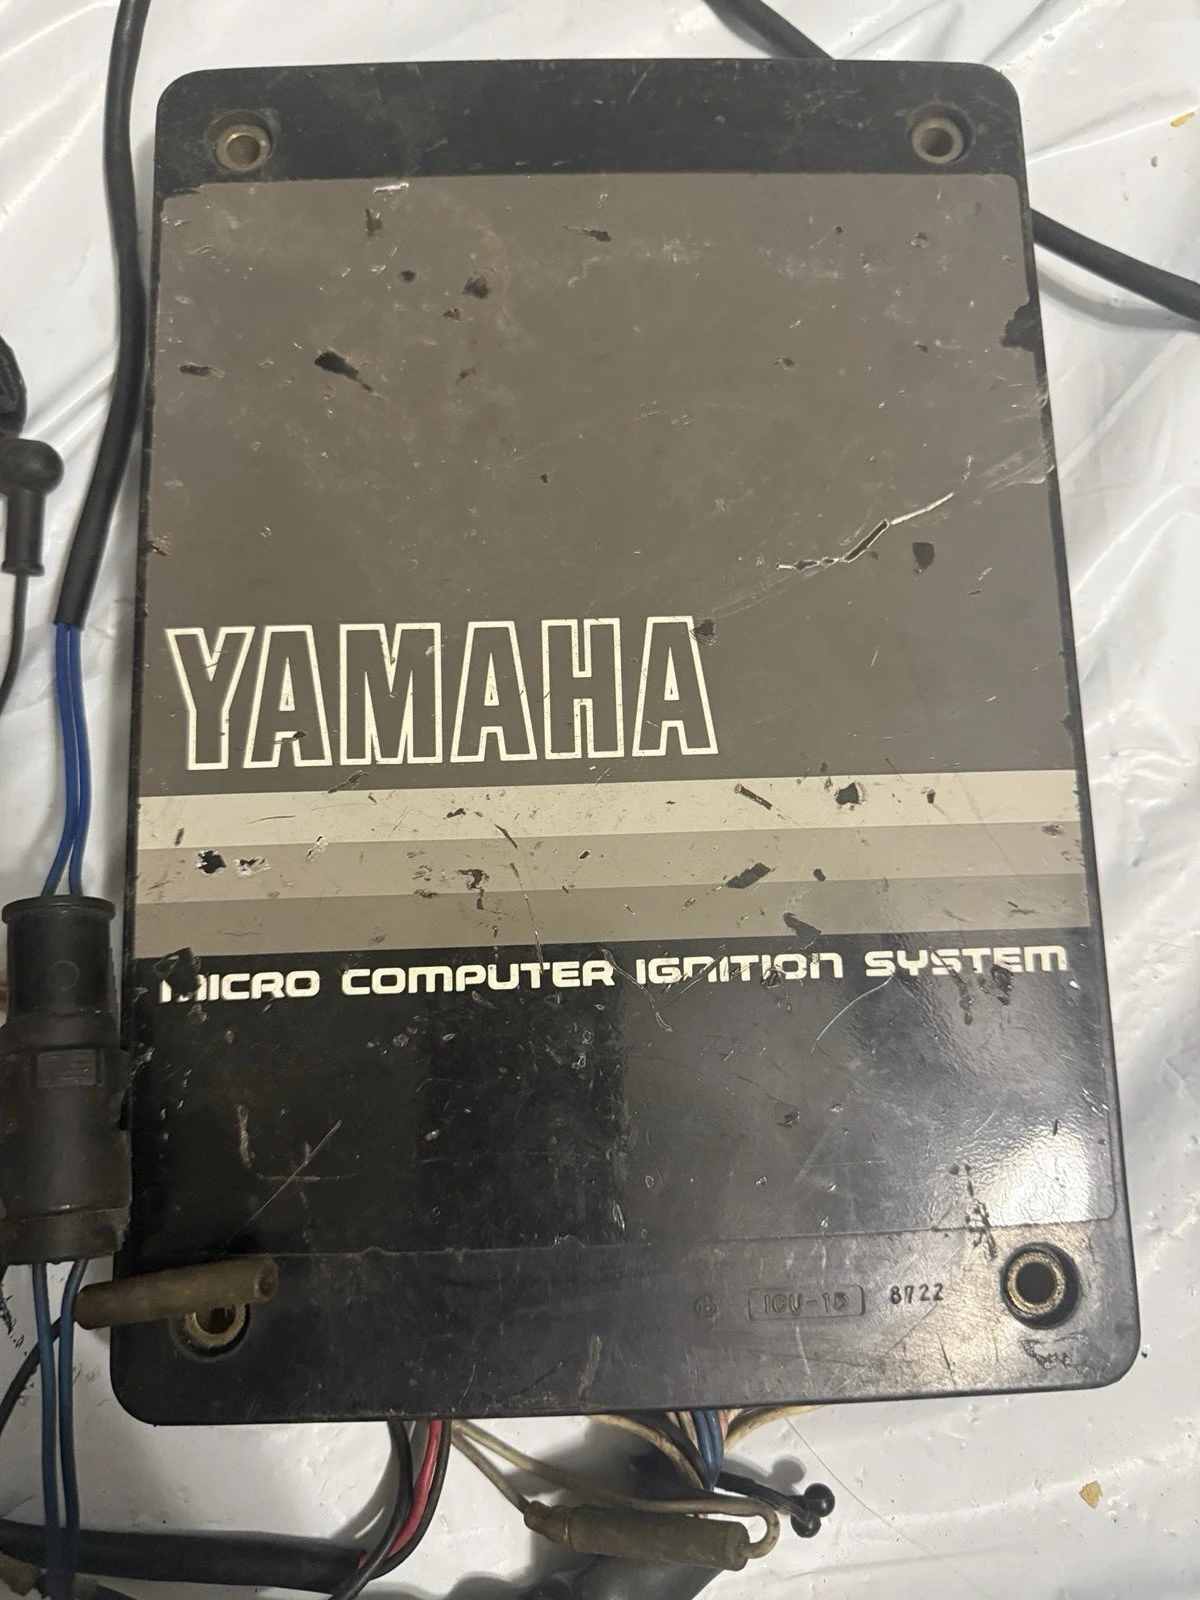 YAMAHA
MICRO COMPUTER IGNITION SYSTEM
ICU-15 8722